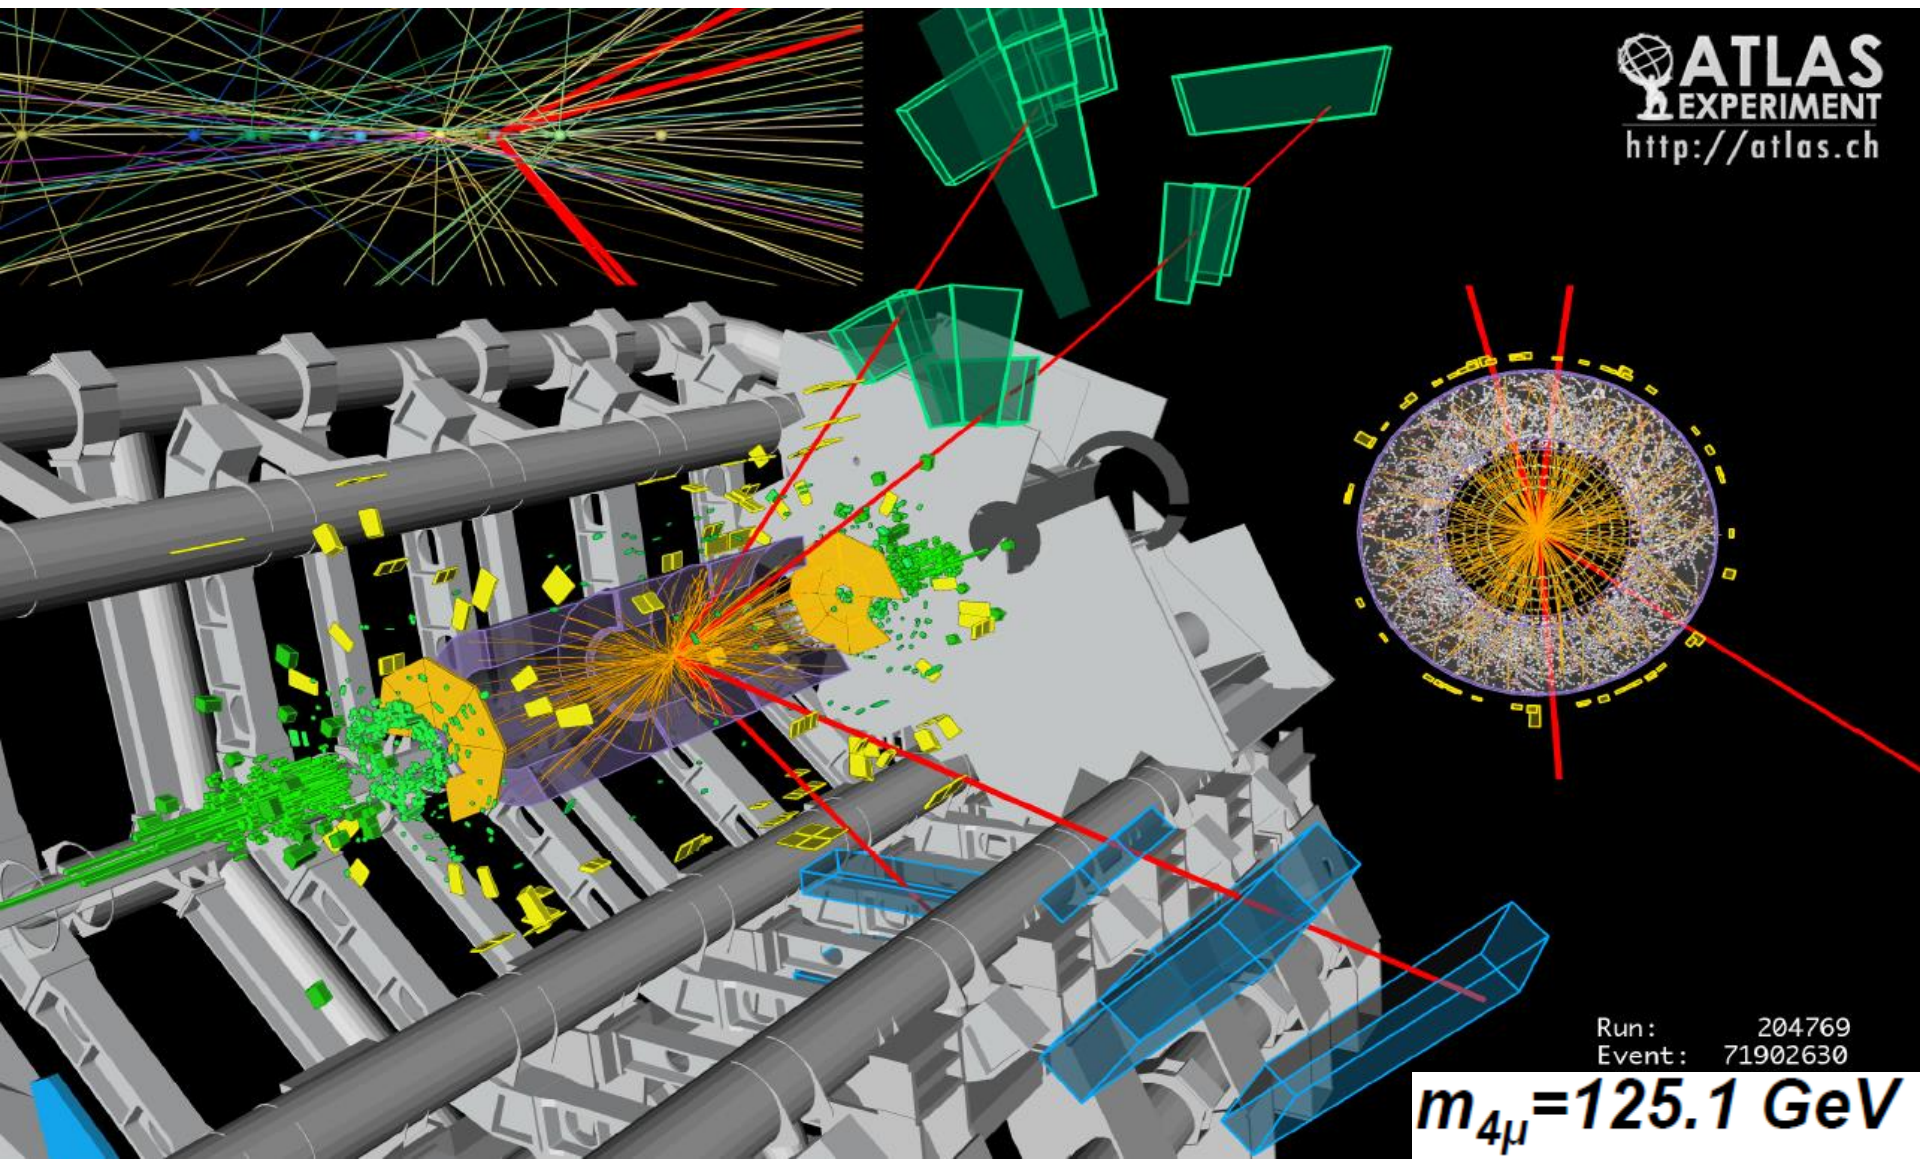 ATLAS
EXPERIMENT
http://atlas.ch
Run: 204769
Event: 71902630
m4μ=125.1 GeV